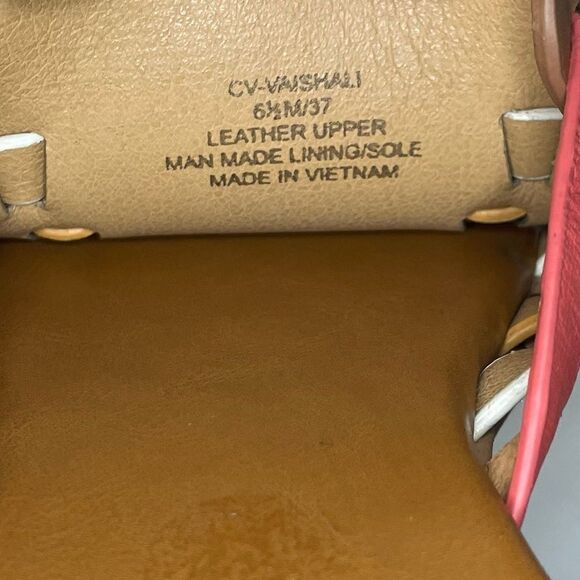 CV-VAISHALI
6½M/37
LEATHER UPPER
MAN MADE LINING/SOLE
MADE IN VIETNAM